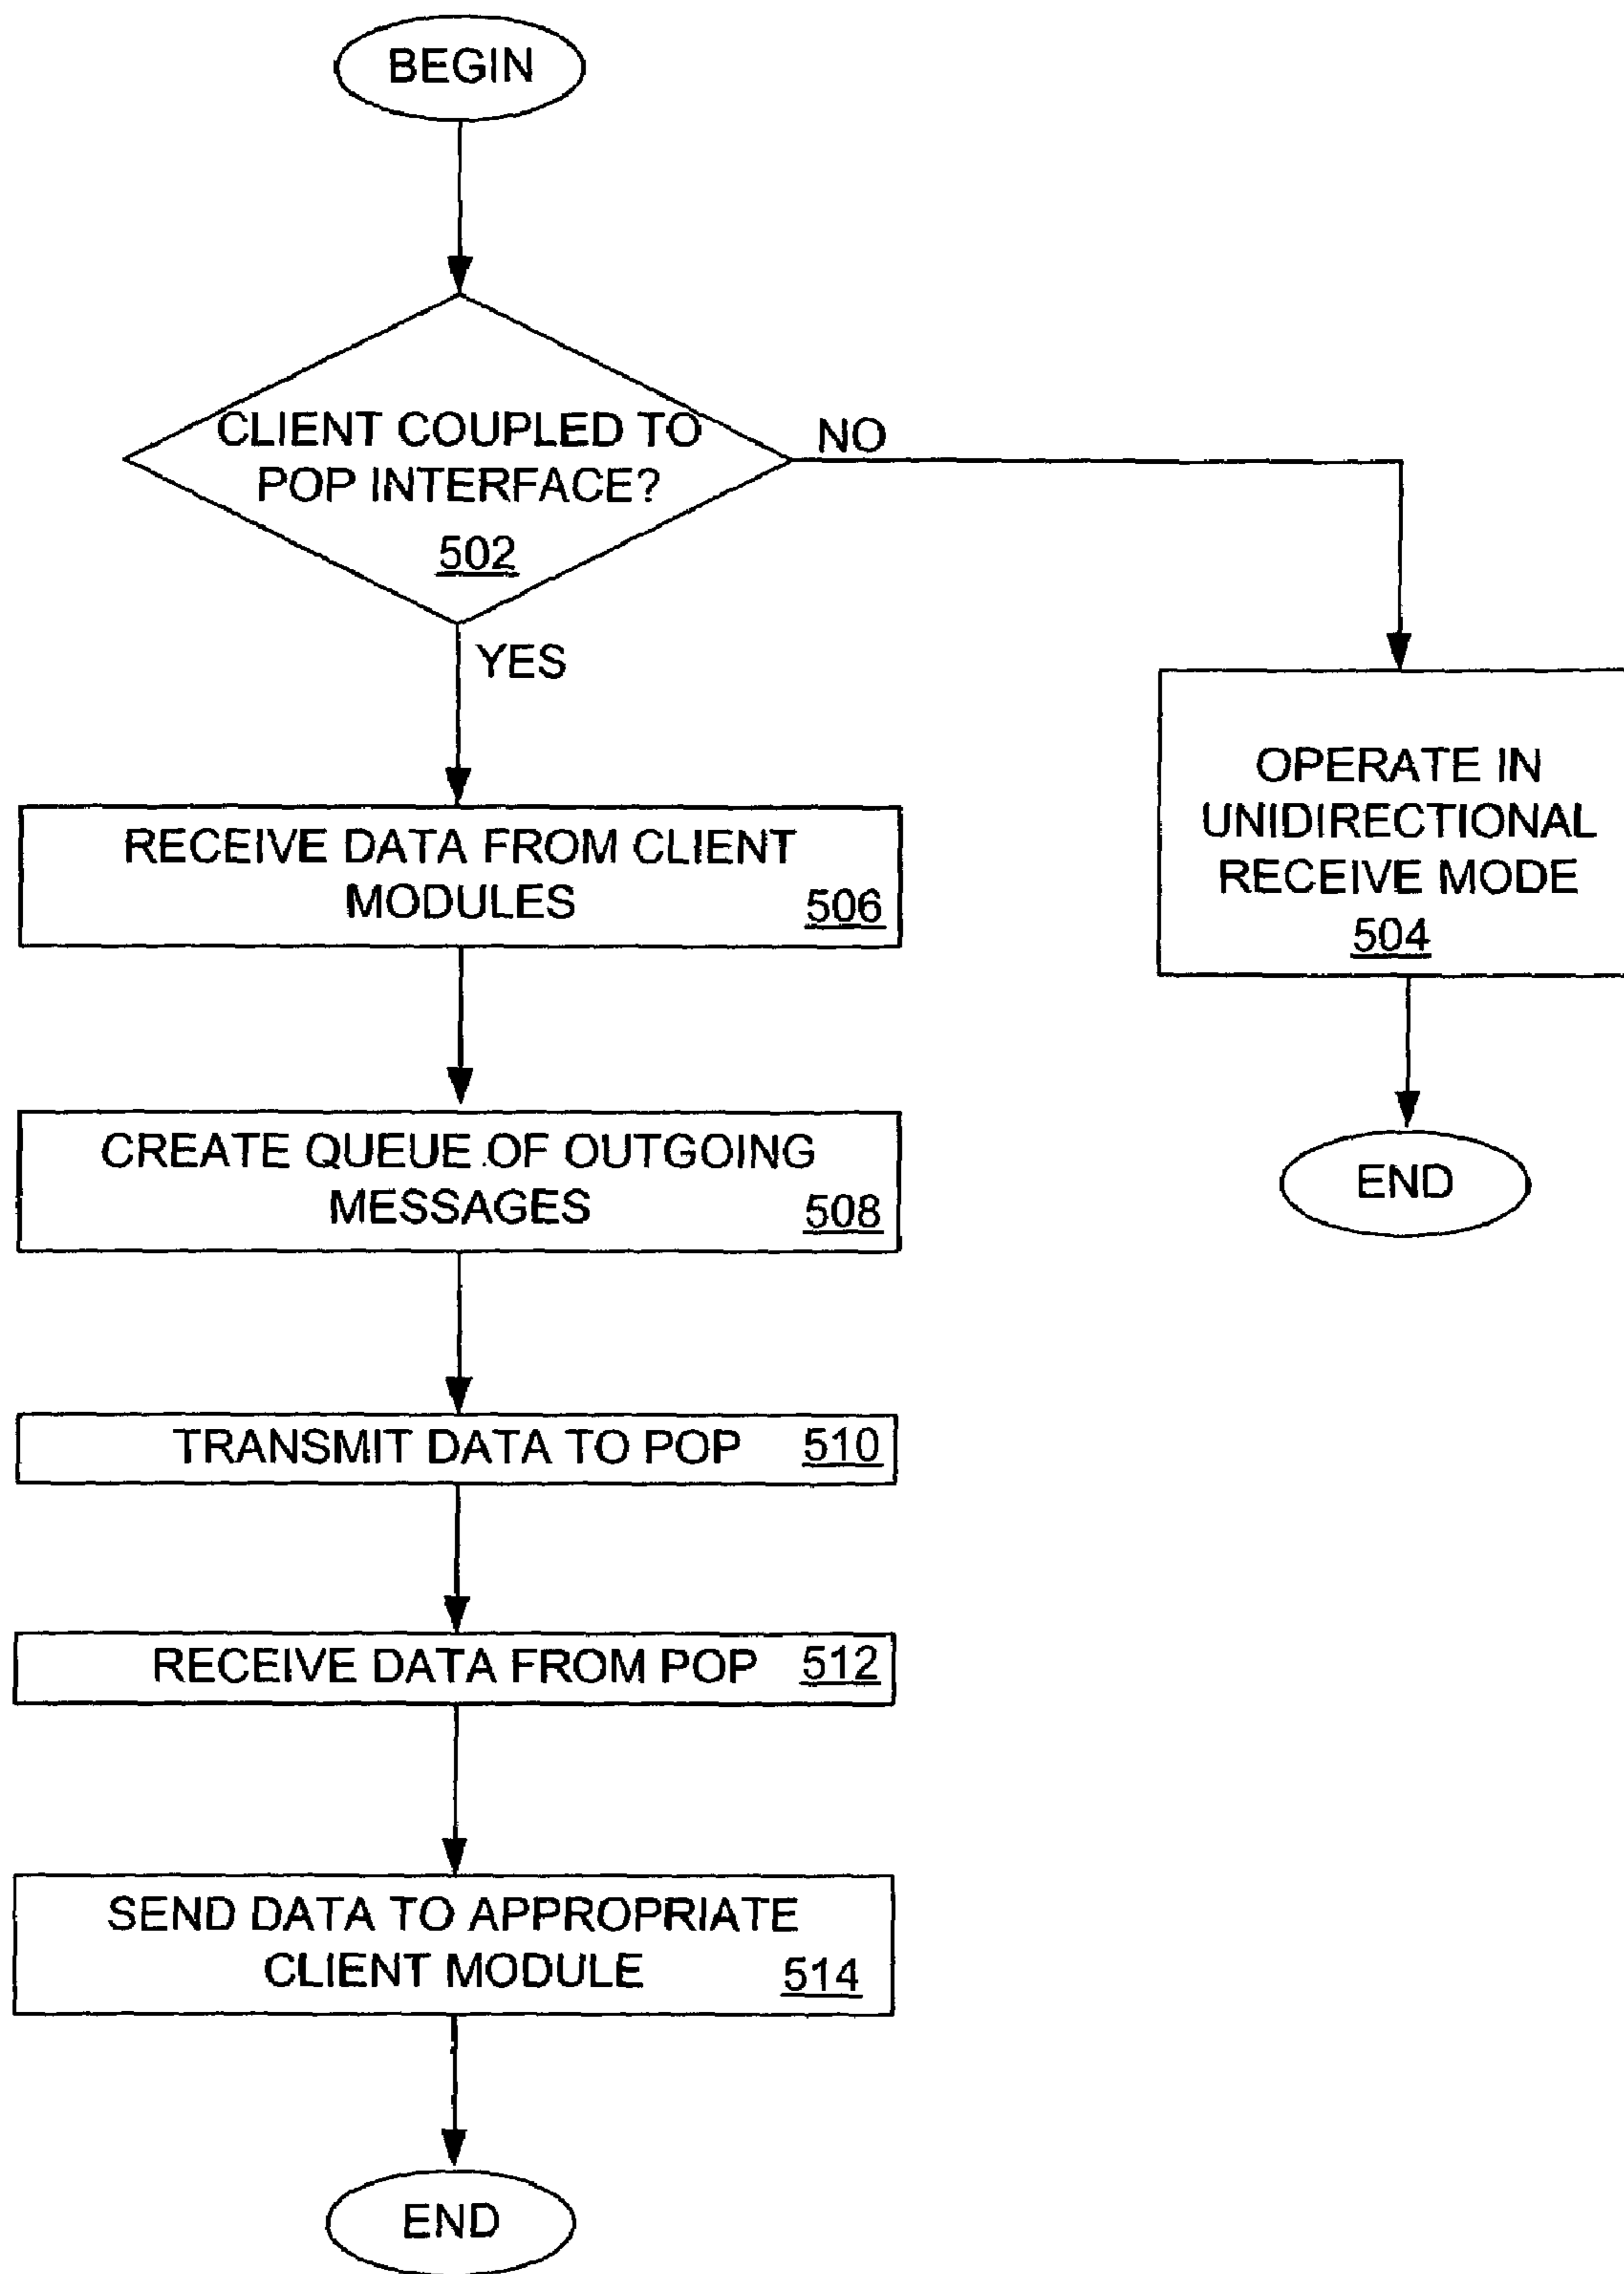 BEGIN
CLIENT COUPLED TO
POP INTERFACE?
502
NO
YES
OPERATE IN
UNIDIRECTIONAL
RECEIVE MODE
504
END
RECEIVE DATA FROM CLIENT
MODULES 506
CREATE QUEUE OF OUTGOING
MESSAGES 508
TRANSMIT DATA TO POP 510
RECEIVE DATA FROM POP 512
SEND DATA TO APPROPRIATE
CLIENT MODULE 514
END